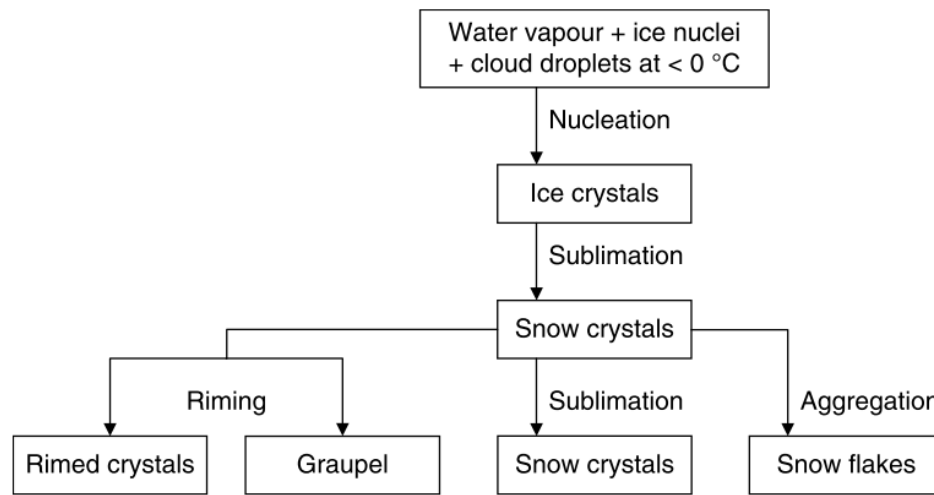 Water vapour + ice nuclei
+ cloud droplets at < 0 °C
Nucleation
Ice crystals
Sublimation
Snow crystals
Riming
Sublimation
Aggregation
Rimed crystals
Graupel
Snow crystals
Snow flakes